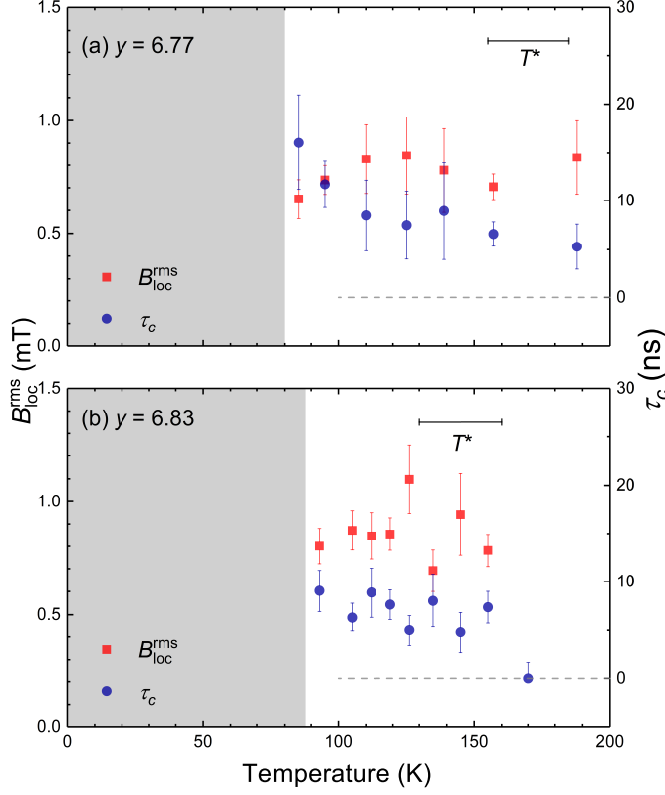 (a) y = 6.77
T*
B_loc^rms
τ_c
1.5
1.0
0.5
0.0
30
20
10
0
(b) y = 6.83
T*
B_loc^rms
τ_c
1.5
1.0
0.5
0.0
30
20
10
0
0
50
100
150
200
Temperature (K)
B_loc^rms (mT)
τ_c (ns)